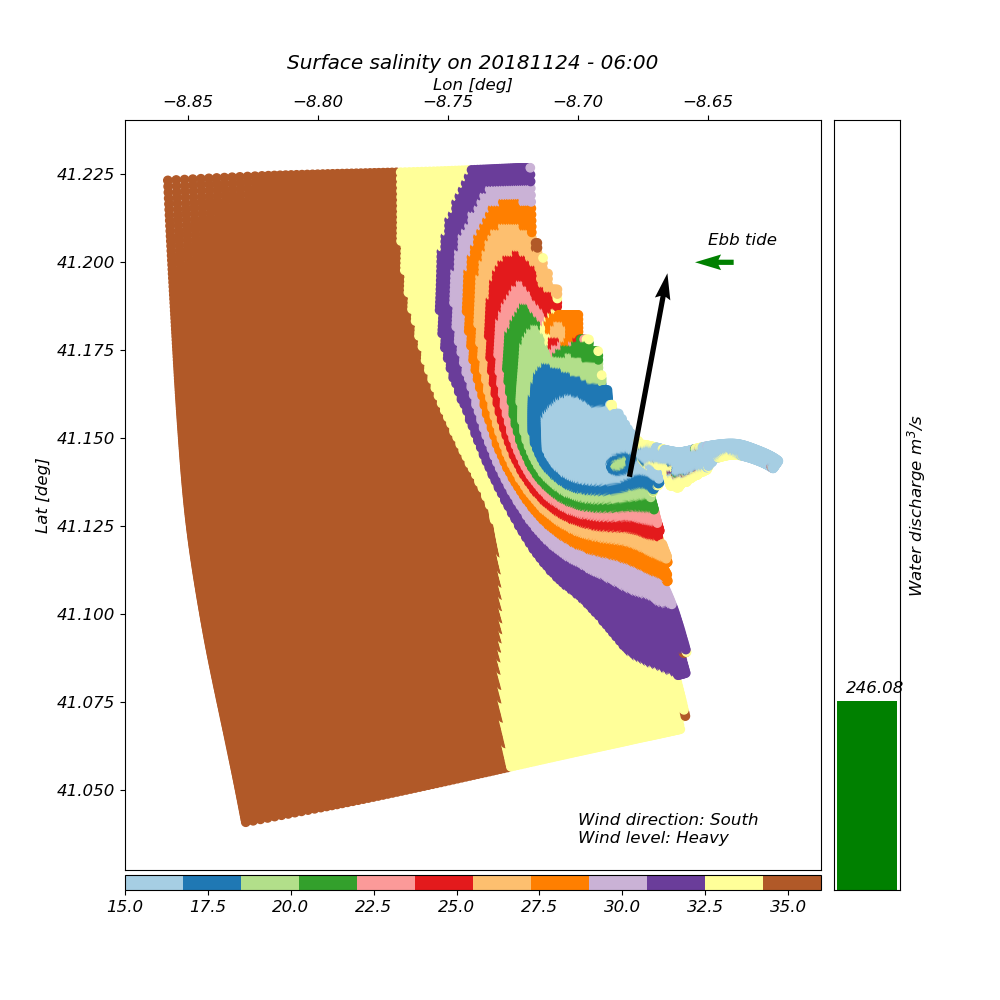 Surface salinity on 20181124 - 06:00
Lon [deg]
−8.85 −8.80 −8.75 −8.70 −8.65
41.225
41.200
41.175
41.150
41.125
41.100
41.075
41.050
Lat [deg]
Ebb tide
Wind direction: South
Wind level: Heavy
246.08
Water discharge m³/s
15.0 17.5 20.0 22.5 25.0 27.5 30.0 32.5 35.0